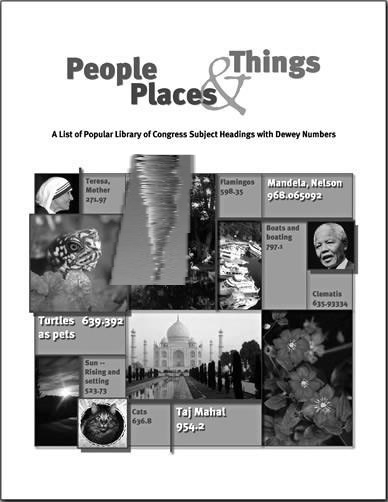 People
Places & Things
A List of Popular Library of Congress Subject Headings with Dewey Numbers
Teresa,
Mother
271.97
Flamingos
598.35
Mandela, Nelson
968.065092
Boats and
boating
797.1
Clematis
635.93334
Turtles 639.392
as pets
Sun --
Rising and
setting
523.73
Cats
636.8
Taj Mahal
954.2